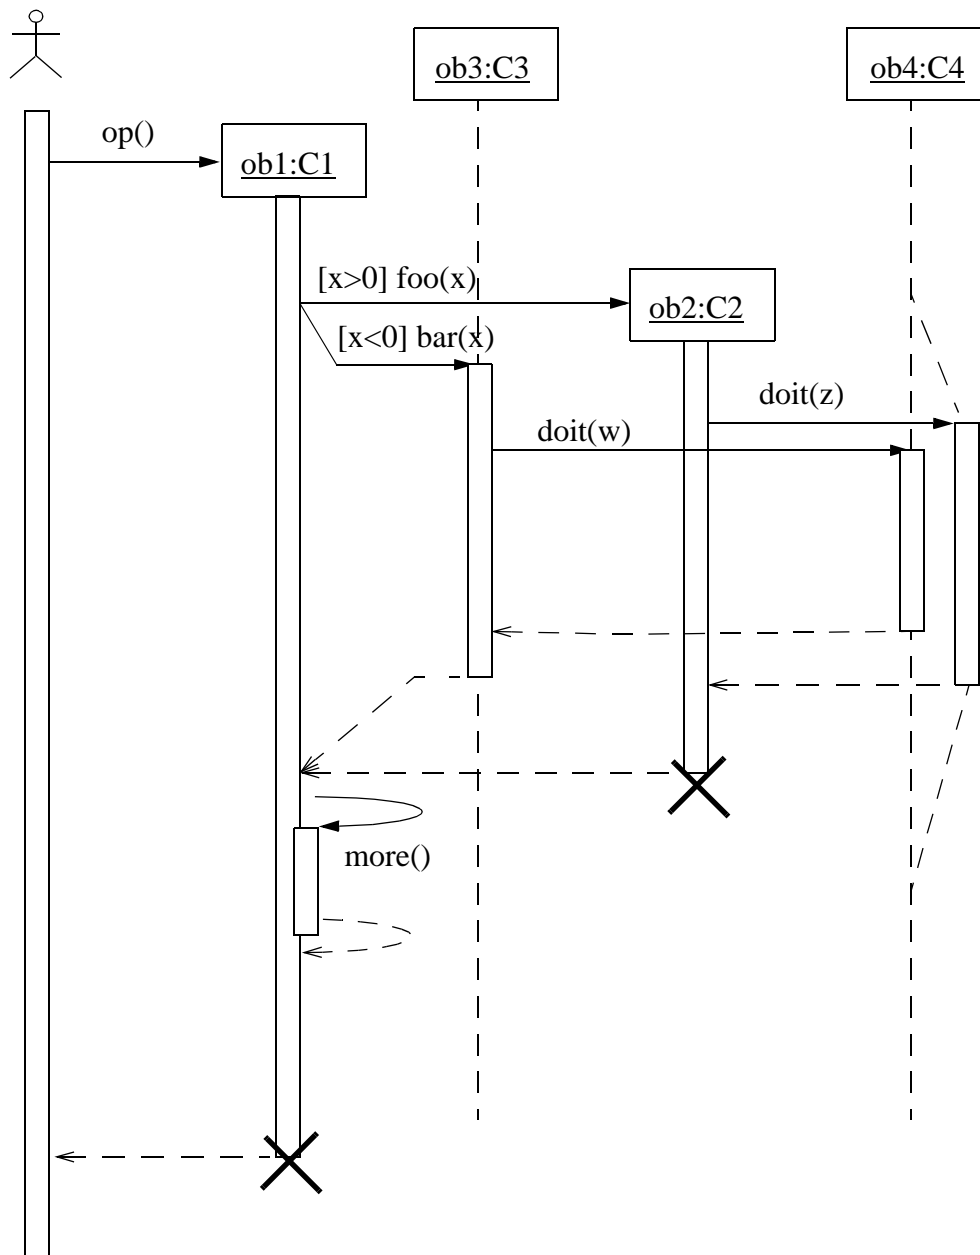 ob3:C3
ob4:C4
op()
ob1:C1
[x>0] foo(x)
ob2:C2
[x<0] bar(x)
doit(z)
doit(w)
more()